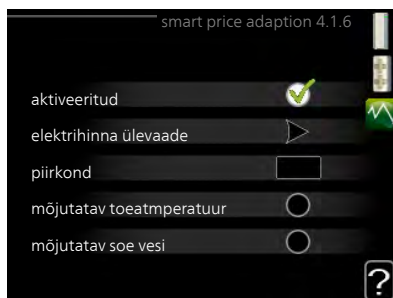 smart price adaption 4.1.6
aktiveeritud
elektrihinna ülevaade
piirkond
mõjutatav toeatmperatuur
mõjutatav soe vesi
?